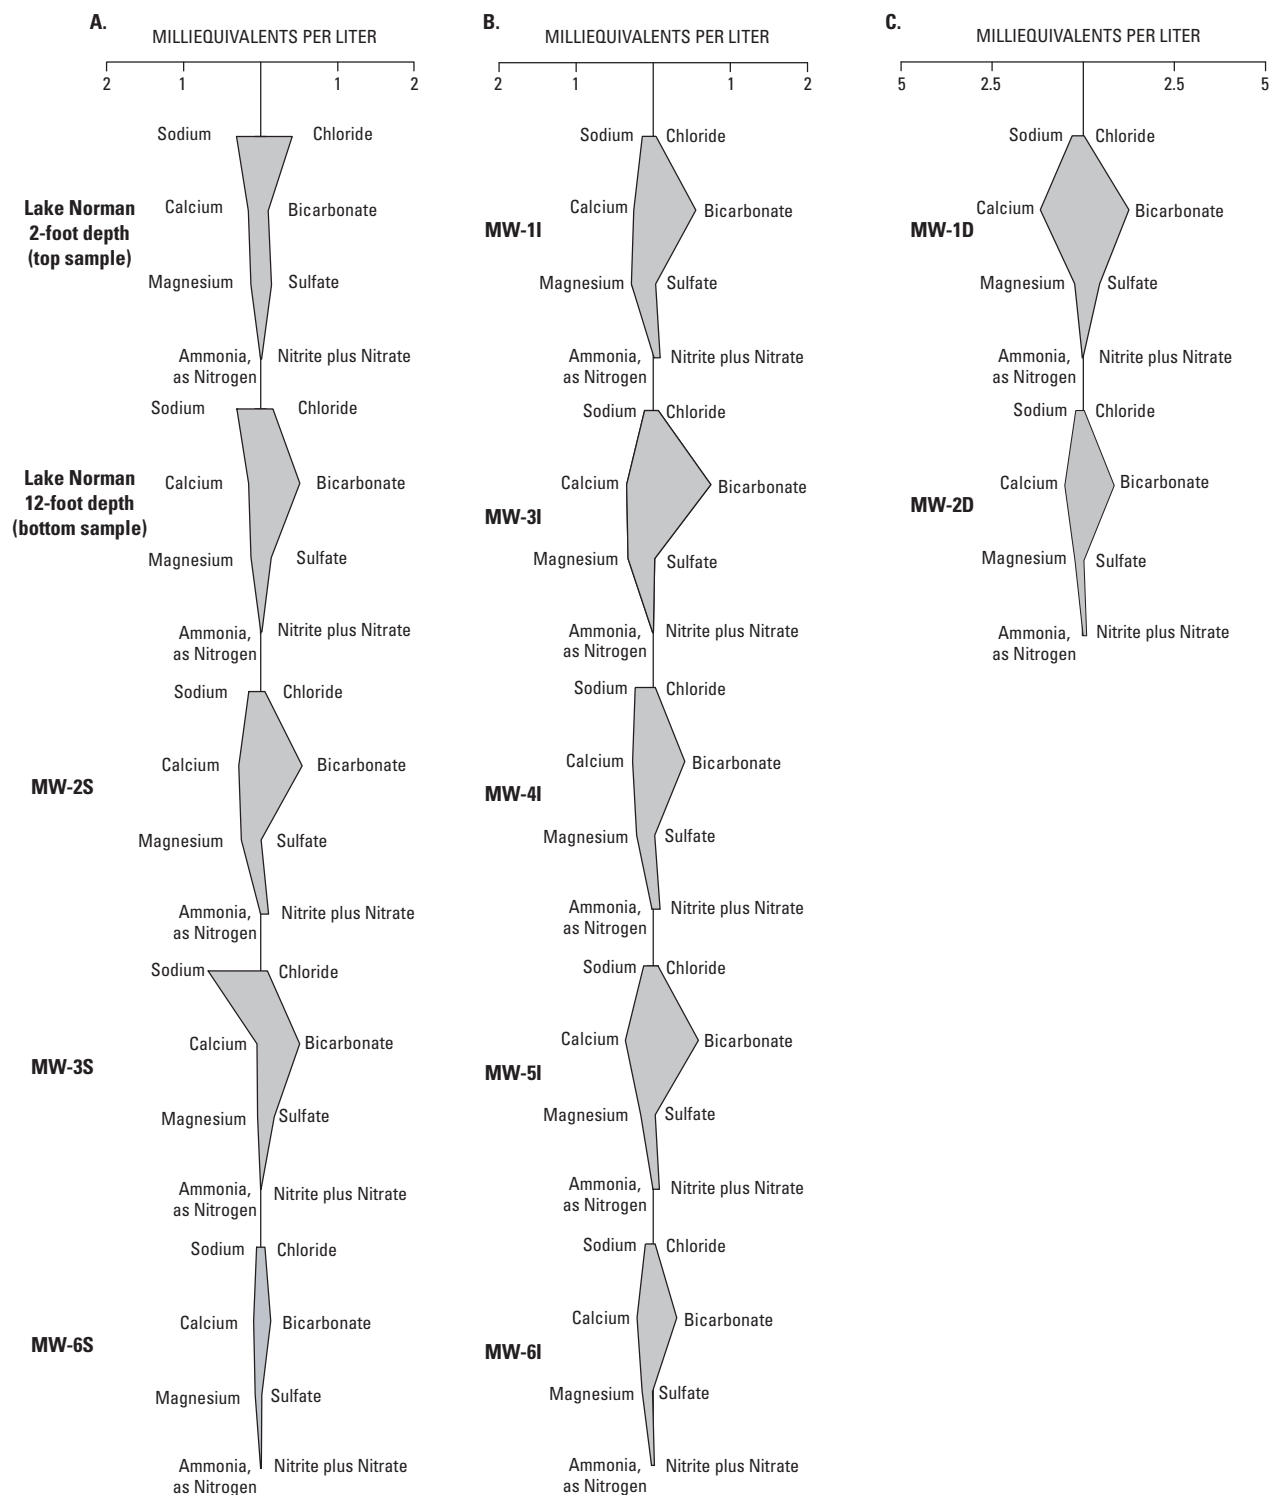 A.
MILLIEQUIVALENTS PER LITER
2 1 1 2
Sodium Chloride
Lake Norman
2-foot depth
(top sample)
Calcium Bicarbonate
Magnesium Sulfate
Ammonia,
as Nitrogen
Nitrite plus Nitrate
Sodium Chloride
Lake Norman
12-foot depth
(bottom sample)
Calcium Bicarbonate
Magnesium Sulfate
Ammonia,
as Nitrogen
Nitrite plus Nitrate
Sodium Chloride
MW-2S
Calcium Bicarbonate
Magnesium Sulfate
Ammonia,
as Nitrogen
Nitrite plus Nitrate
Sodium Chloride
MW-3S
Calcium Bicarbonate
Magnesium Sulfate
Ammonia,
as Nitrogen
Nitrite plus Nitrate
Sodium Chloride
MW-6S
Calcium Bicarbonate
Magnesium Sulfate
Ammonia,
as Nitrogen
Nitrite plus Nitrate
B.
MILLIEQUIVALENTS PER LITER
2 1 1 2
Sodium Chloride
MW-1I
Calcium Bicarbonate
Magnesium Sulfate
Ammonia,
as Nitrogen
Nitrite plus Nitrate
Sodium Chloride
MW-3I
Calcium Bicarbonate
Magnesium Sulfate
Ammonia,
as Nitrogen
Nitrite plus Nitrate
Sodium Chloride
MW-4I
Calcium Bicarbonate
Magnesium Sulfate
Ammonia,
as Nitrogen
Nitrite plus Nitrate
Sodium Chloride
MW-5I
Calcium Bicarbonate
Magnesium Sulfate
Ammonia,
as Nitrogen
Nitrite plus Nitrate
Sodium Chloride
MW-6I
Calcium Bicarbonate
Magnesium Sulfate
Ammonia,
as Nitrogen
Nitrite plus Nitrate
C.
MILLIEQUIVALENTS PER LITER
5 2.5 2.5 5
Sodium Chloride
MW-1D
Calcium Bicarbonate
Magnesium Sulfate
Ammonia,
as Nitrogen
Nitrite plus Nitrate
Sodium Chloride
MW-2D
Calcium Bicarbonate
Magnesium Sulfate
Ammonia,
as Nitrogen
Nitrite plus Nitrate